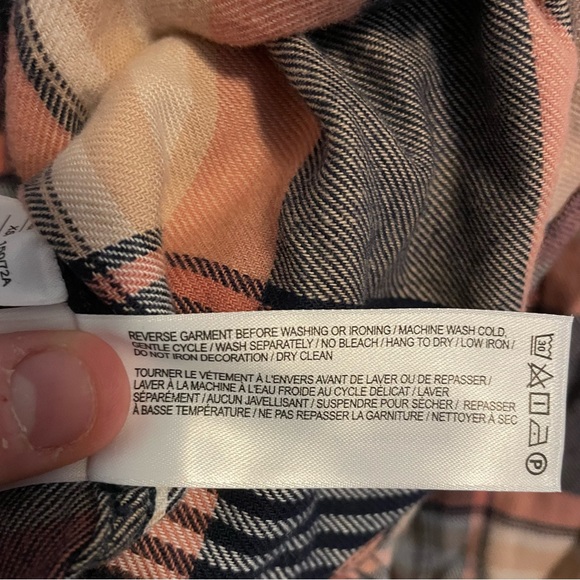 REVERSE GARMENT BEFORE WASHING OR IRONING / MACHINE WASH COLD,
GENTLE CYCLE / WASH SEPARATELY / NO BLEACH / HANG TO DRY / LOW IRON /
DO NOT IRON DECORATION / DRY CLEAN
TOURNER LE VÉTEMENT À L'ENVERS AVANT DE LAVER OU DE REPASSER /
LAVER À LA MACHINE À L'EAU FROIDE AU CYCLE DÉLICAT / LAVER
SÉPARÉMENT / AUCUN JAVELLISANT / SUSPENDRE POUR SÉCHER / REPASSER
À BASSE TEMPÉRATURE / NE PAS REPASSER LA GARNITURE / NETTOYER À SEC
30
P